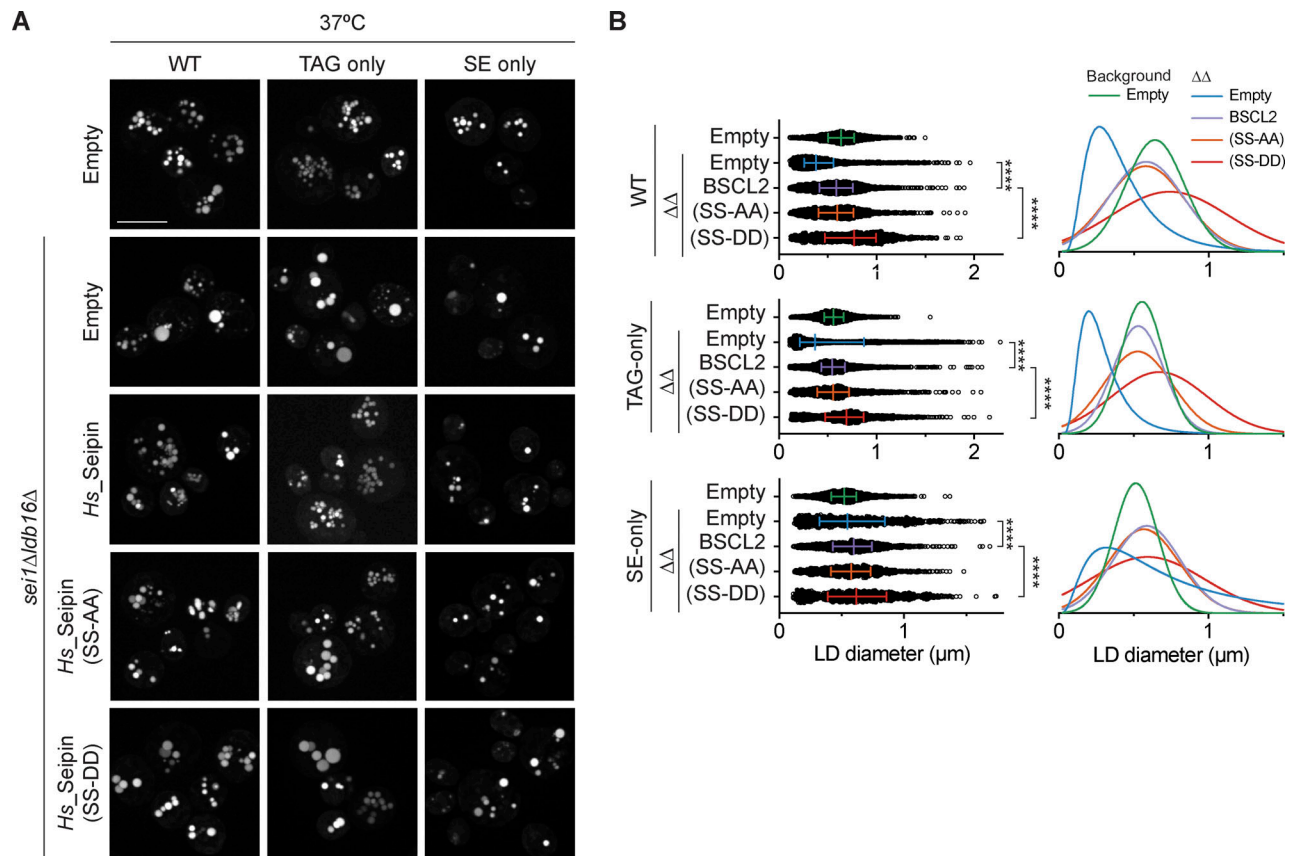 A
37ºC
WT TAG only SE only
Empty
sei1Δldb16Δ
Empty
Hs_Seipin
Hs_Seipin
(SS-AA)
Hs_Seipin
(SS-DD)
B
Background ΔΔ
Empty Empty
BSCL2
(SS-AA)
(SS-DD)
WT
ΔΔ
Empty
Empty
BSCL2
(SS-AA)
(SS-DD)
****
****
0 1 2
0 1
TAG-only
ΔΔ
Empty
Empty
BSCL2
(SS-AA)
(SS-DD)
****
****
0 1 2
0 1
SE-only
ΔΔ
Empty
Empty
BSCL2
(SS-AA)
(SS-DD)
****
****
0 1
0 1
LD diameter (µm) LD diameter (µm)